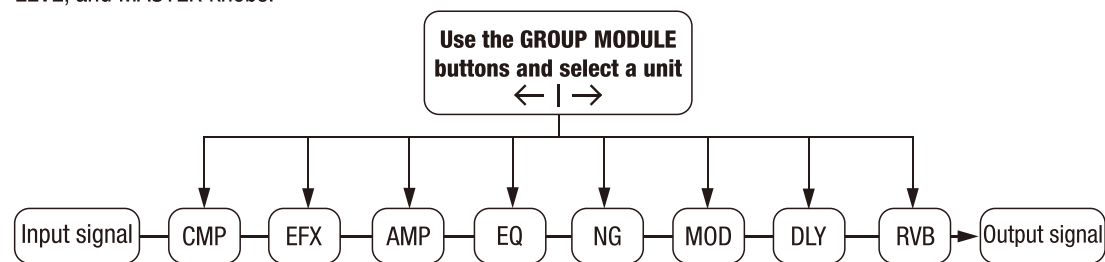 Use the GROUP MODULE
buttons and select a unit
← | →
Input signal CMP EFX AMP EQ NG MOD DLY RVB Output signal